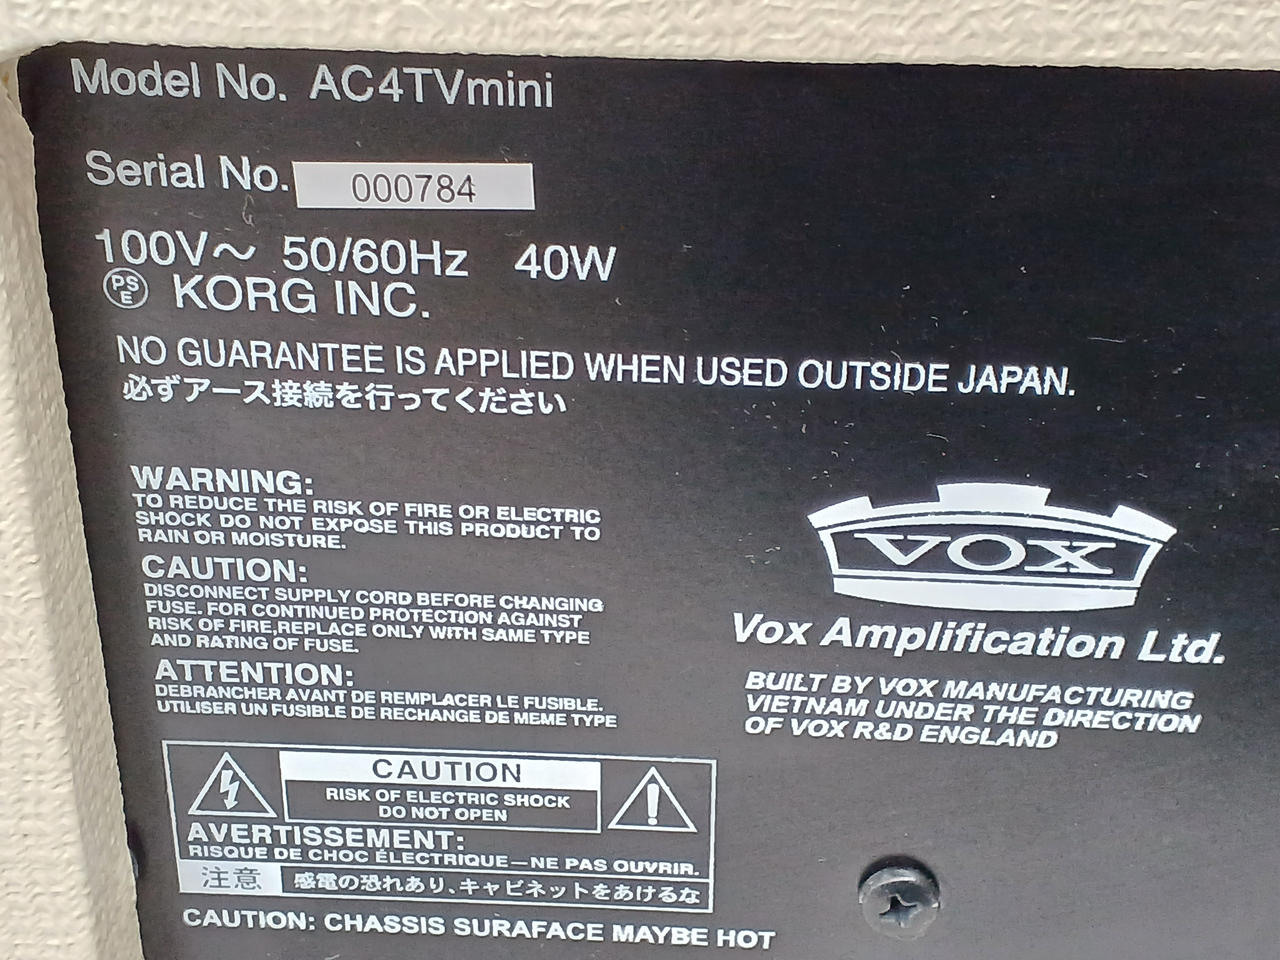 Model No. AC4TVmini
Serial No. 000784
100V~ 50/60Hz 40W
PS E KORG INC.
NO GUARANTEE IS APPLIED WHEN USED OUTSIDE JAPAN.
必ずアース接続を行ってください
WARNING:
TO REDUCE THE RISK OF FIRE OR ELECTRIC
SHOCK DO NOT EXPOSE THIS PRODUCT TO
RAIN OR MOISTURE.
CAUTION:
DISCONNECT SUPPLY CORD BEFORE CHANGING
FUSE. FOR CONTINUED PROTECTION AGAINST
RISK OF FIRE,REPLACE ONLY WITH SAME TYPE
AND RATING OF FUSE.
ATTENTION:
DEBRANCHER AVANT DE REMPLACER LE FUSIBLE.
UTILISER UN FUSIBLE DE RECHANGE DE MEME TYPE
CAUTION
RISK OF ELECTRIC SHOCK
DO NOT OPEN
AVERTISSEMENT:
RISQUE DE CHOC ÉLECTRIQUE—NE PAS OUVRIR.
注意 感電の恐れあり、キャビネットをあけるな
CAUTION: CHASSIS SURAFACE MAYBE HOT
VOX
Vox Amplification Ltd.
BUILT BY VOX MANUFACTURING
VIETNAM UNDER THE DIRECTION
OF VOX R&D ENGLAND